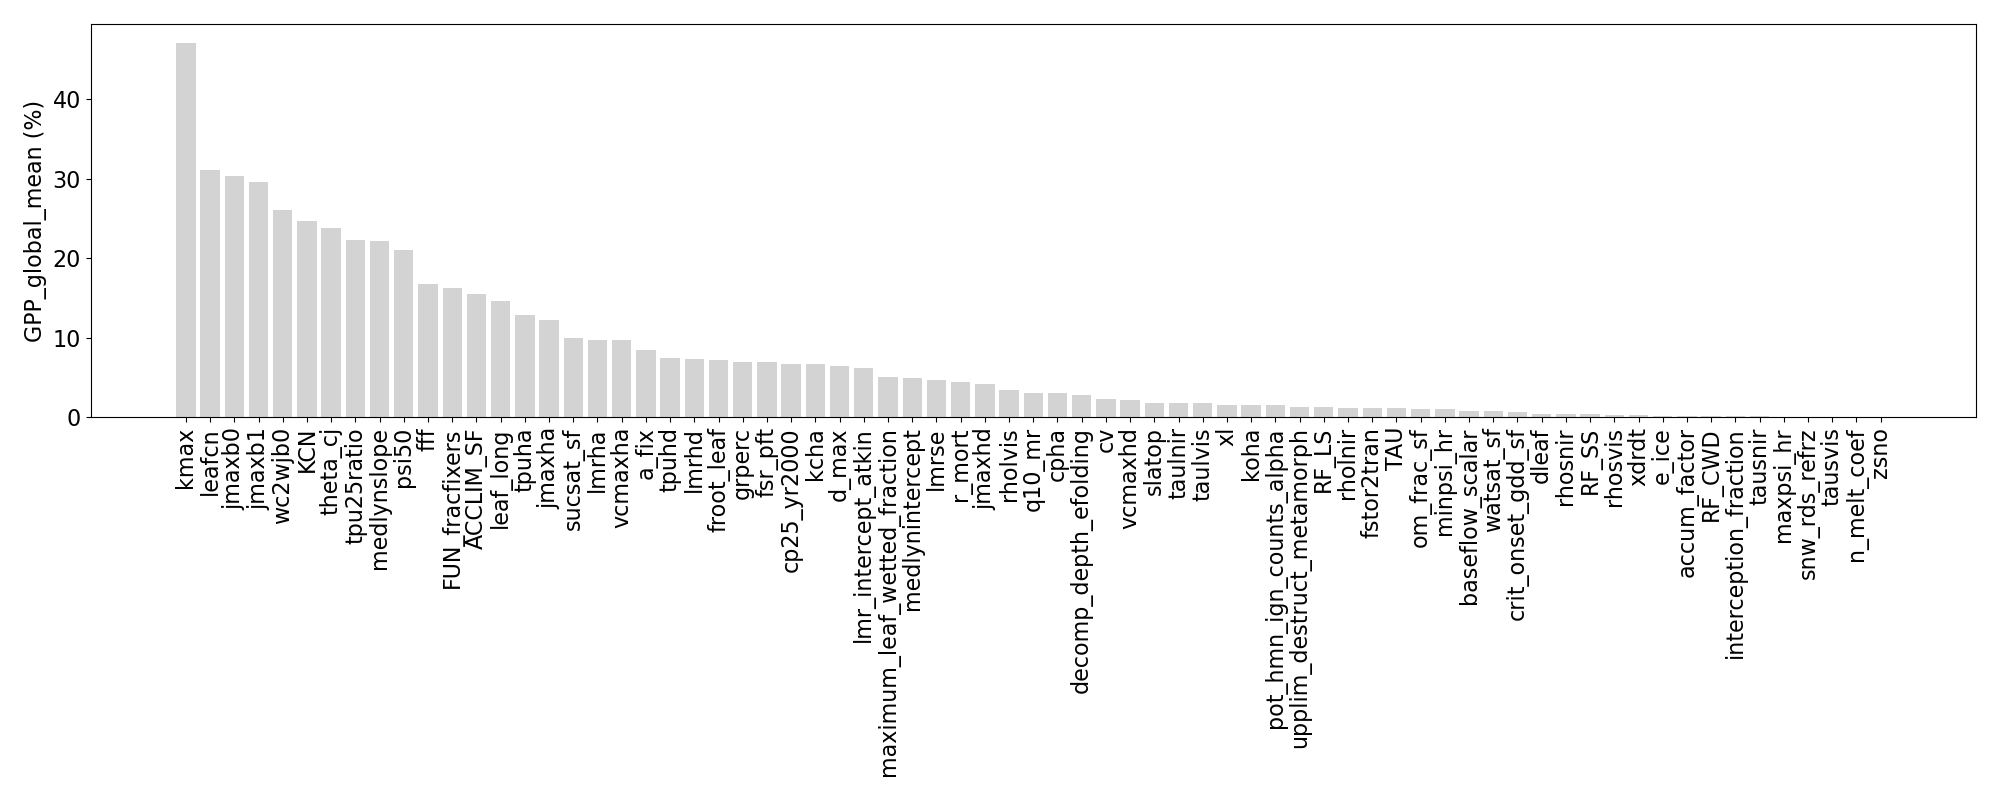 GPP_global_mean (%)
40
30
20
10
0
kmax
leafcn
jmaxb0
jmaxb1
wc2wjb0
KCN
theta_cj
tpu25ratio
medlynslope
psi50
fff
FUN_fracfixers
ACCLIM_SF
leaf_long
tpuha
jmaxha
sucsat_sf
lmrha
vcmaxha
a_fix
tpuhd
lmrhd
froot_leaf
grperc
fsr_pft
cp25_yr2000
kcha
d_max
lmr_intercept_atkin
maximum_leaf_wetted_fraction
medlynintercept
lmrse
r_mort
jmaxhd
rholvis
q10_mr
cpha
decomp_depth_efolding
cv
vcmaxhd
slatop
taulnir
taulvis
xl
koha
pot_hmn_ign_counts_alpha
upplim_destruct_metamorph
RF_LS
rholnir
fstor2tran
TAU
om_frac_sf
minpsi_hr
baseflow_scalar
watsat_sf
crit_onset_gdd_sf
dleaf
rhosnir
RF_SS
rhosvis
xdrdt
e_ice
accum_factor
RF_CWD
interception_fraction
tausnir
maxpsi_hr
snw_rds_refrz
tausvis
n_melt_coef
zsno